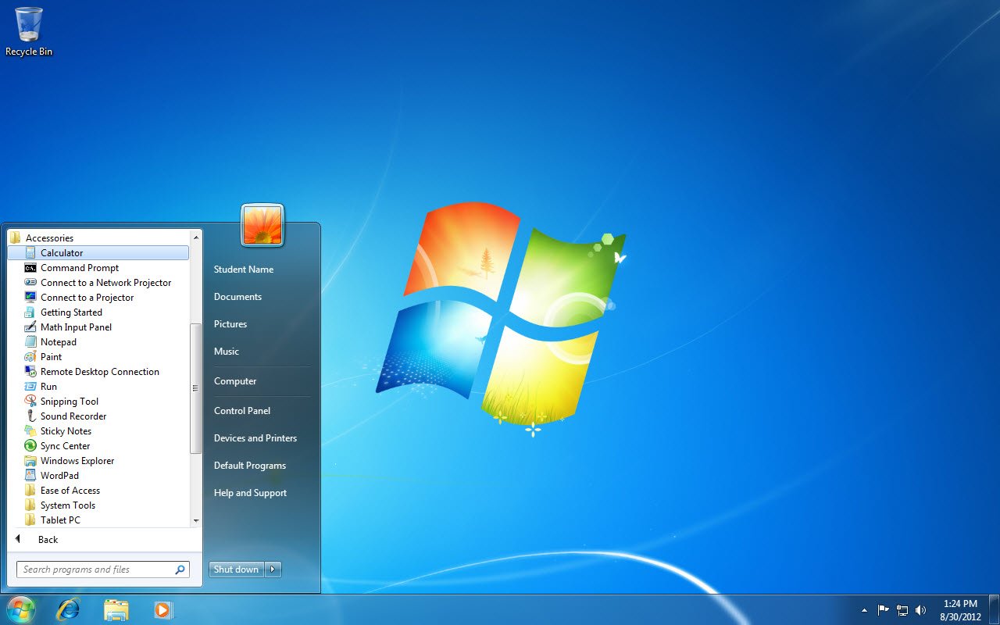 Recycle Bin
Accessories
Calculator
Command Prompt
Connect to a Network Projector
Connect to a Projector
Getting Started
Math Input Panel
Notepad
Paint
Remote Desktop Connection
Run
Snipping Tool
Sound Recorder
Sticky Notes
Sync Center
Windows Explorer
WordPad
Ease of Access
System Tools
Tablet PC
Back
Search programs and files
Student Name
Documents
Pictures
Music
Computer
Control Panel
Devices and Printers
Default Programs
Help and Support
Shut down
1:24 PM
8/30/2012